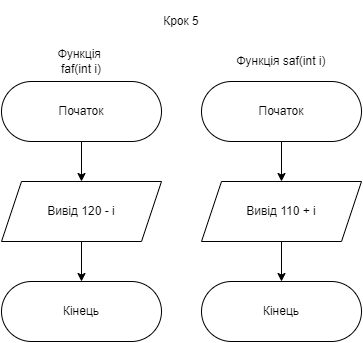 Крок 5
Функція
faf(int i)
Функція saf(int i)
Початок
Початок
Вивід 120 - i
Вивід 110 + i
Кінець
Кінець